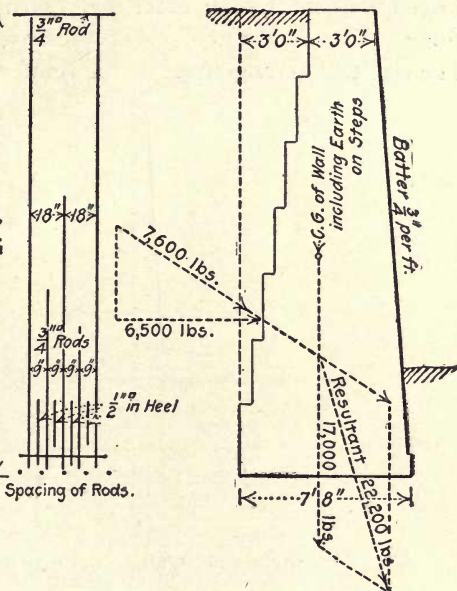 3/4"□ Rod
18" 18"
3/4"□ Rods
9" 9" 9" 9"
1/2"□ in Heel
Spacing of Rods.
3'0" 3'0"
C.G. of Wall
including Earth
on Steps
Batter 3/4" per ft.
7,600 lbs.
6,500 lbs.
Resultant 22,200 lbs.
17,000 lbs.
7'8"